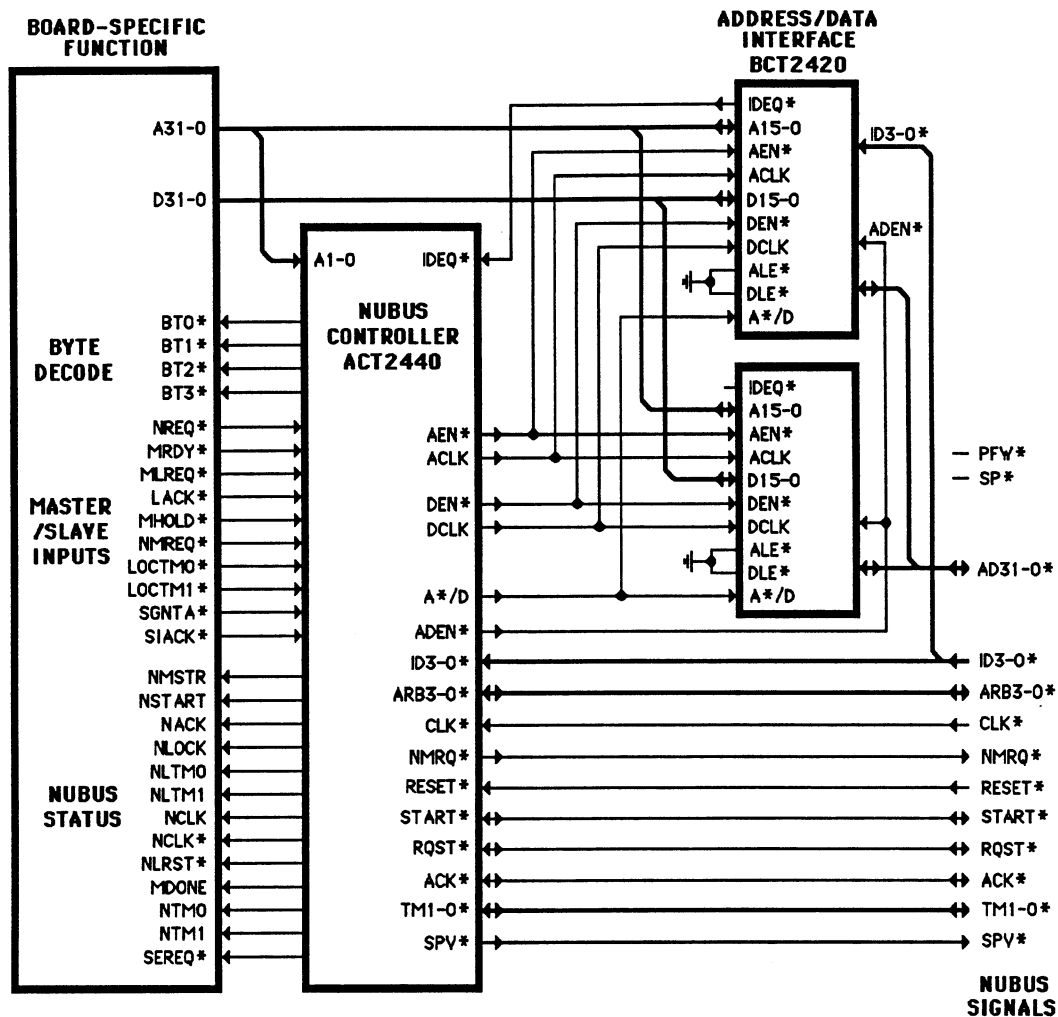 BOARD-SPECIFIC
FUNCTION
A31-0
D31-0
BYTE
DECODE
BT0*
BT1*
BT2*
BT3*
MASTER
/SLAVE
INPUTS
NREQ*
MRDY*
MLREQ*
LACK*
MHOLD*
NMREQ*
LOCTM0*
LOCTM1*
SGNTA*
SIACK*
NUBUS
STATUS
NMSTR
NSTART
NACK
NLOCK
NLTM0
NLTM1
NCLK
NCLK*
NLRST*
MDONE
NTM0
NTM1
SEREQ*
A1-0
IDEQ*
NUBUS
CONTROLLER
ACT2440
AEN*
ACLK
DEN*
DCLK
A*/D
ADEN*
ID3-0*
ARB3-0*
CLK*
NMRQ*
RESET*
START*
RQST*
ACK*
TM1-0*
SPV*
ADDRESS/DATA
INTERFACE
BCT2420
IDEQ*
A15-0
AEN*
ACLK
D15-0
DEN*
DCLK
ALE*
DLE*
A*/D
ID3-0*
ADEN*
IDEQ*
A15-0
AEN*
ACLK
D15-0
DEN*
DCLK
ALE*
DLE*
A*/D
PFW*
SP*
AD31-0*
ID3-0*
ARB3-0*
CLK*
NMRQ*
RESET*
START*
RQST*
ACK*
TM1-0*
SPV*
NUBUS
SIGNALS